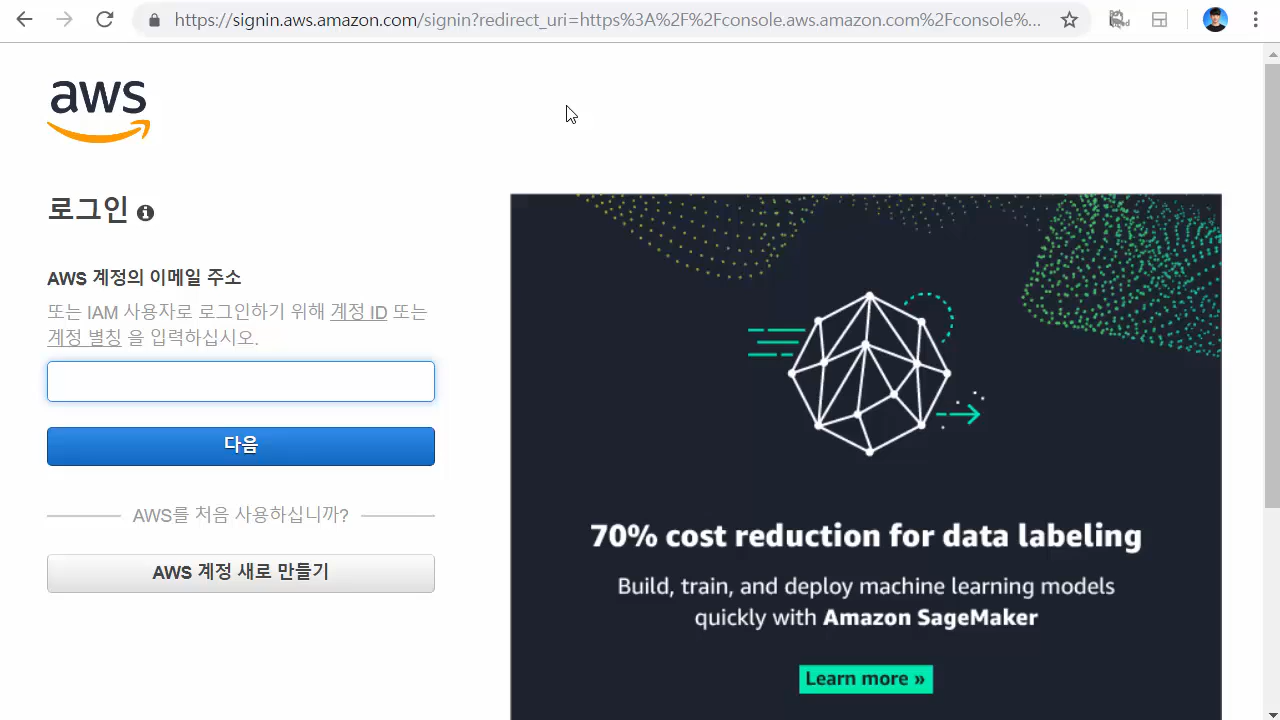 https://signin.aws.amazon.com/signin?redirect_uri=https%3A%2F%2Fconsole.aws.amazon.com%2Fconsole%...
aws
로그인
AWS 계정의 이메일 주소
또는 IAM 사용자로 로그인하기 위해 계정 ID 또는
계정 별칭 을 입력하십시오.
다음
AWS를 처음 사용하십니까?
AWS 계정 새로 만들기
70% cost reduction for data labeling
Build, train, and deploy machine learning models
quickly with Amazon SageMaker
Learn more »